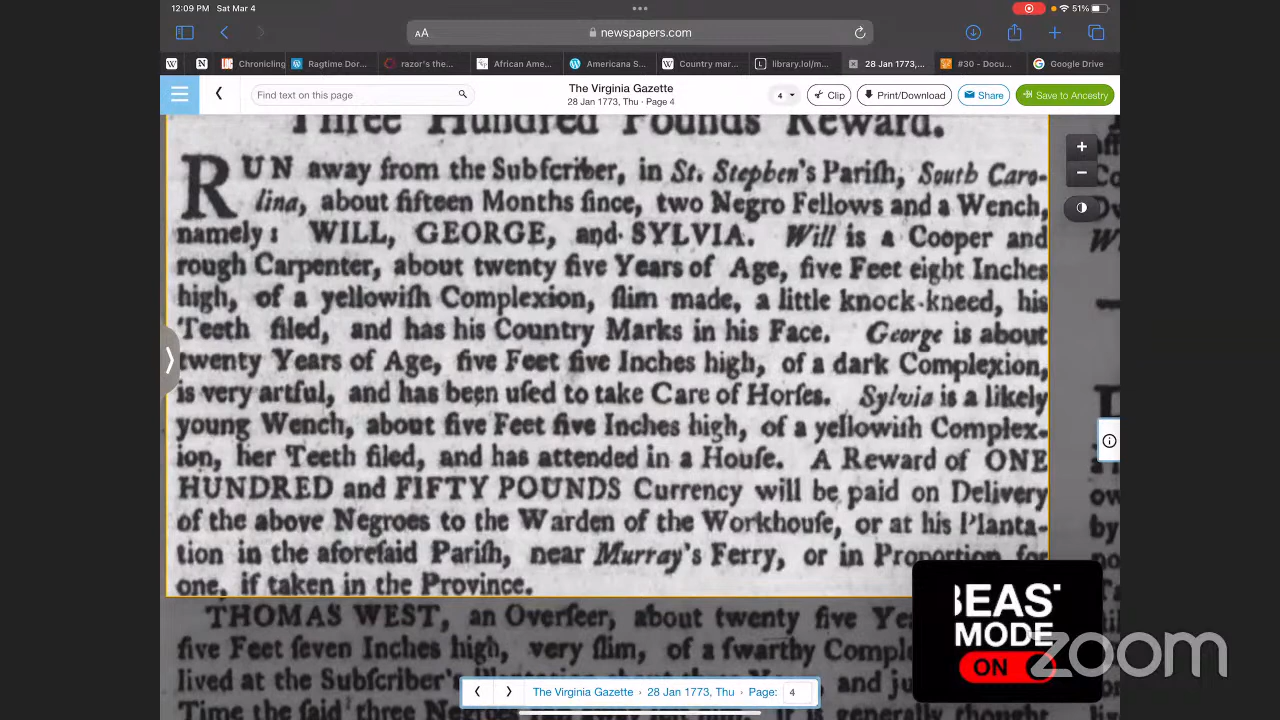 12:09 PM Sat Mar 4
51%
AA newspapers.com
Chronicling Ragtime Dor... razor's the... African Ame... Americana S... Country mar... library.lol/m... 28 Jan 1773,... #30 - Docu... Google Drive
Find text on this page
The Virginia Gazette
28 Jan 1773, Thu · Page 4
4 Clip Print/Download Share Save to Ancestry
Three Hundred Pounds Reward.
RUN away from the Subſcriber, in St. Stephen's Pariſh, South Caro-
lina, about fifteen Months ſince, two Negro Fellows and a Wench,
namely: WILL, GEORGE, and SYLVIA. Will is a Cooper and
rough Carpenter, about twenty five Years of Age, five Feet eight Inches
high, of a yellowiſh Complexion, ſlim made, a little knock-kneed, his
Teeth filed, and has his Country Marks in his Face. George is about
twenty Years of Age, five Feet five Inches high, of a dark Complexion,
is very artful, and has been uſed to take Care of Horſes. Sylvia is a likely
young Wench, about five Feet five Inches high, of a yellowiſh Complex-
ion, her Teeth filed, and has attended in a Houſe. A Reward of ONE
HUNDRED and FIFTY POUNDS Currency will be paid on Delivery
of the above Negroes to the Warden of the Workhouſe, or at his Planta-
tion in the aforeſaid Pariſh, near Murray's Ferry, or in Proportion for
one, if taken in the Province.
THOMAS WEST, an Overſeer, about twenty five
five Feet ſeven Inches high, very ſlim, of a ſwarthy
lived at the Subſcriber's
Time the ſaid three Negroes It is generally thought
The Virginia Gazette › 28 Jan 1773, Thu › Page: 4
BEAST
MODE
ON
zoom